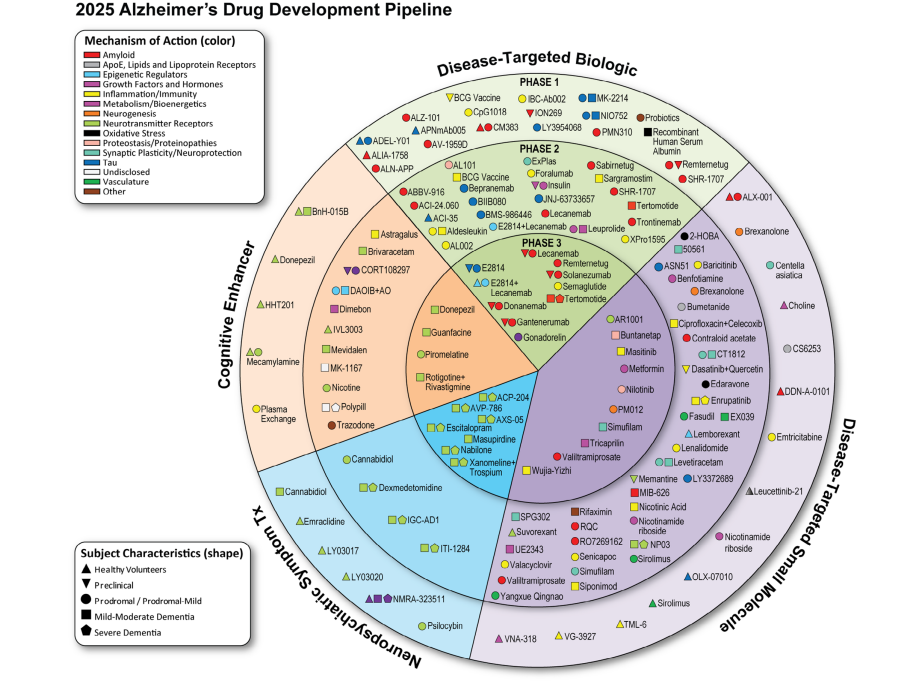 2025 Alzheimer's Drug Development Pipeline
Mechanism of Action (color)
Amyloid
ApoE, Lipids and Lipoprotein Receptors
Epigenetic Regulators
Growth Factors and Hormones
Inflammation/Immunity
Metabolism/Bioenergetics
Neurogenesis
Neurotransmitter Receptors
Oxidative Stress
Proteostasis/Proteinopathies
Synaptic Plasticity/Neuroprotection
Tau
Undisclosed
Vasculature
Other
Disease-Targeted Biologic
PHASE 1
BCG Vaccine
IBC-Ab002
MK-2214
CpG1018
ION269
NIO752
Probiotics
ALZ-101
APNmAb005
CM383
LY3954068
PMN310
Recombinant
Human Serum
Albumin
ADEL-Y01
AV-1959D
ALIA-1758
ALN-APP
Remternetug
SHR-1707
PHASE 2
AL101
ExPlas
Foralumab
Sabirnetug
BCG Vaccine
Sargramostim
Bepranemab
Insulin
SHR-1707
ABBV-916
BIIB080
JNJ-63733657
Tertomotide
ACI-24.060
BMS-986446
Lecanemab
Trontinemab
ACI-35
E2814+Lecanemab
Leuprolide
Aldesleukin
XPro1595
AL002
PHASE 3
Lecanemab
E2814
Remternetug
Solanezumab
E2814+
Lecanemab
Semaglutide
Tertomotide
Donanemab
Gantenerumab
Gonadorelin
Cognitive Enhancer
BnH-015B
Donepezil
HHT201
Mecamylamine
Plasma
Exchange
Astragalus
Brivaracetam
CORT108297
DAOIB+AO
Dimebon
IVL3003
Mevidalen
MK-1167
Nicotine
Polypill
Trazodone
Donepezil
Guanfacine
Piromelatine
Rotigotine+
Rivastigmine
ACP-204
AVP-786
AXS-05
Escitalopram
Masupirdine
Nabilone
Xanomeline+
Trospium
Cannabidiol
Dexmedetomidine
IGC-AD1
ITI-1284
Cannabidiol
Emraclidine
LY03017
LY03020
NMRA-323511
Psilocybin
Neuropsychiatric Symptom Tx
AR1001
Buntanetap
Masitinib
Metformin
Nilotinib
PM012
Simufilam
Tricaprilin
Valiltramiprosate
Wujia-Yizhi
2-HOBA
50561
ASN51
Baricitinib
Benfotiamine
Brexanolone
Bumetanide
Ciprofloxacin+Celecoxib
Contraloid acetate
CT1812
Dasatinib+Quercetin
Edaravone
Enrupatinib
Fasudil
EX039
Lemborexant
Lenalidomide
Levetiracetam
Memantine
LY3372689
MIB-626
Nicotinic Acid
Nicotinamide
riboside
NP03
Sirolimus
SPG302
Rifaximin
Suvorexant
RQC
UE2343
RO7269162
Valacyclovir
Senicapoc
Valiltramiprosate
Simufilam
Yangxue Qingnao
Siponimod
ALX-001
Brexanolone
Centella
asiatica
Choline
CS6253
DDN-A-0101
Emtricitabine
Leucettinib-21
Nicotinamide
riboside
OLX-07010
Sirolimus
TML-6
VG-3927
VNA-318
Disease-Targeted Small Molecule
Subject Characteristics (shape)
Healthy Volunteers
Preclinical
Prodromal / Prodromal-Mild
Mild-Moderate Dementia
Severe Dementia